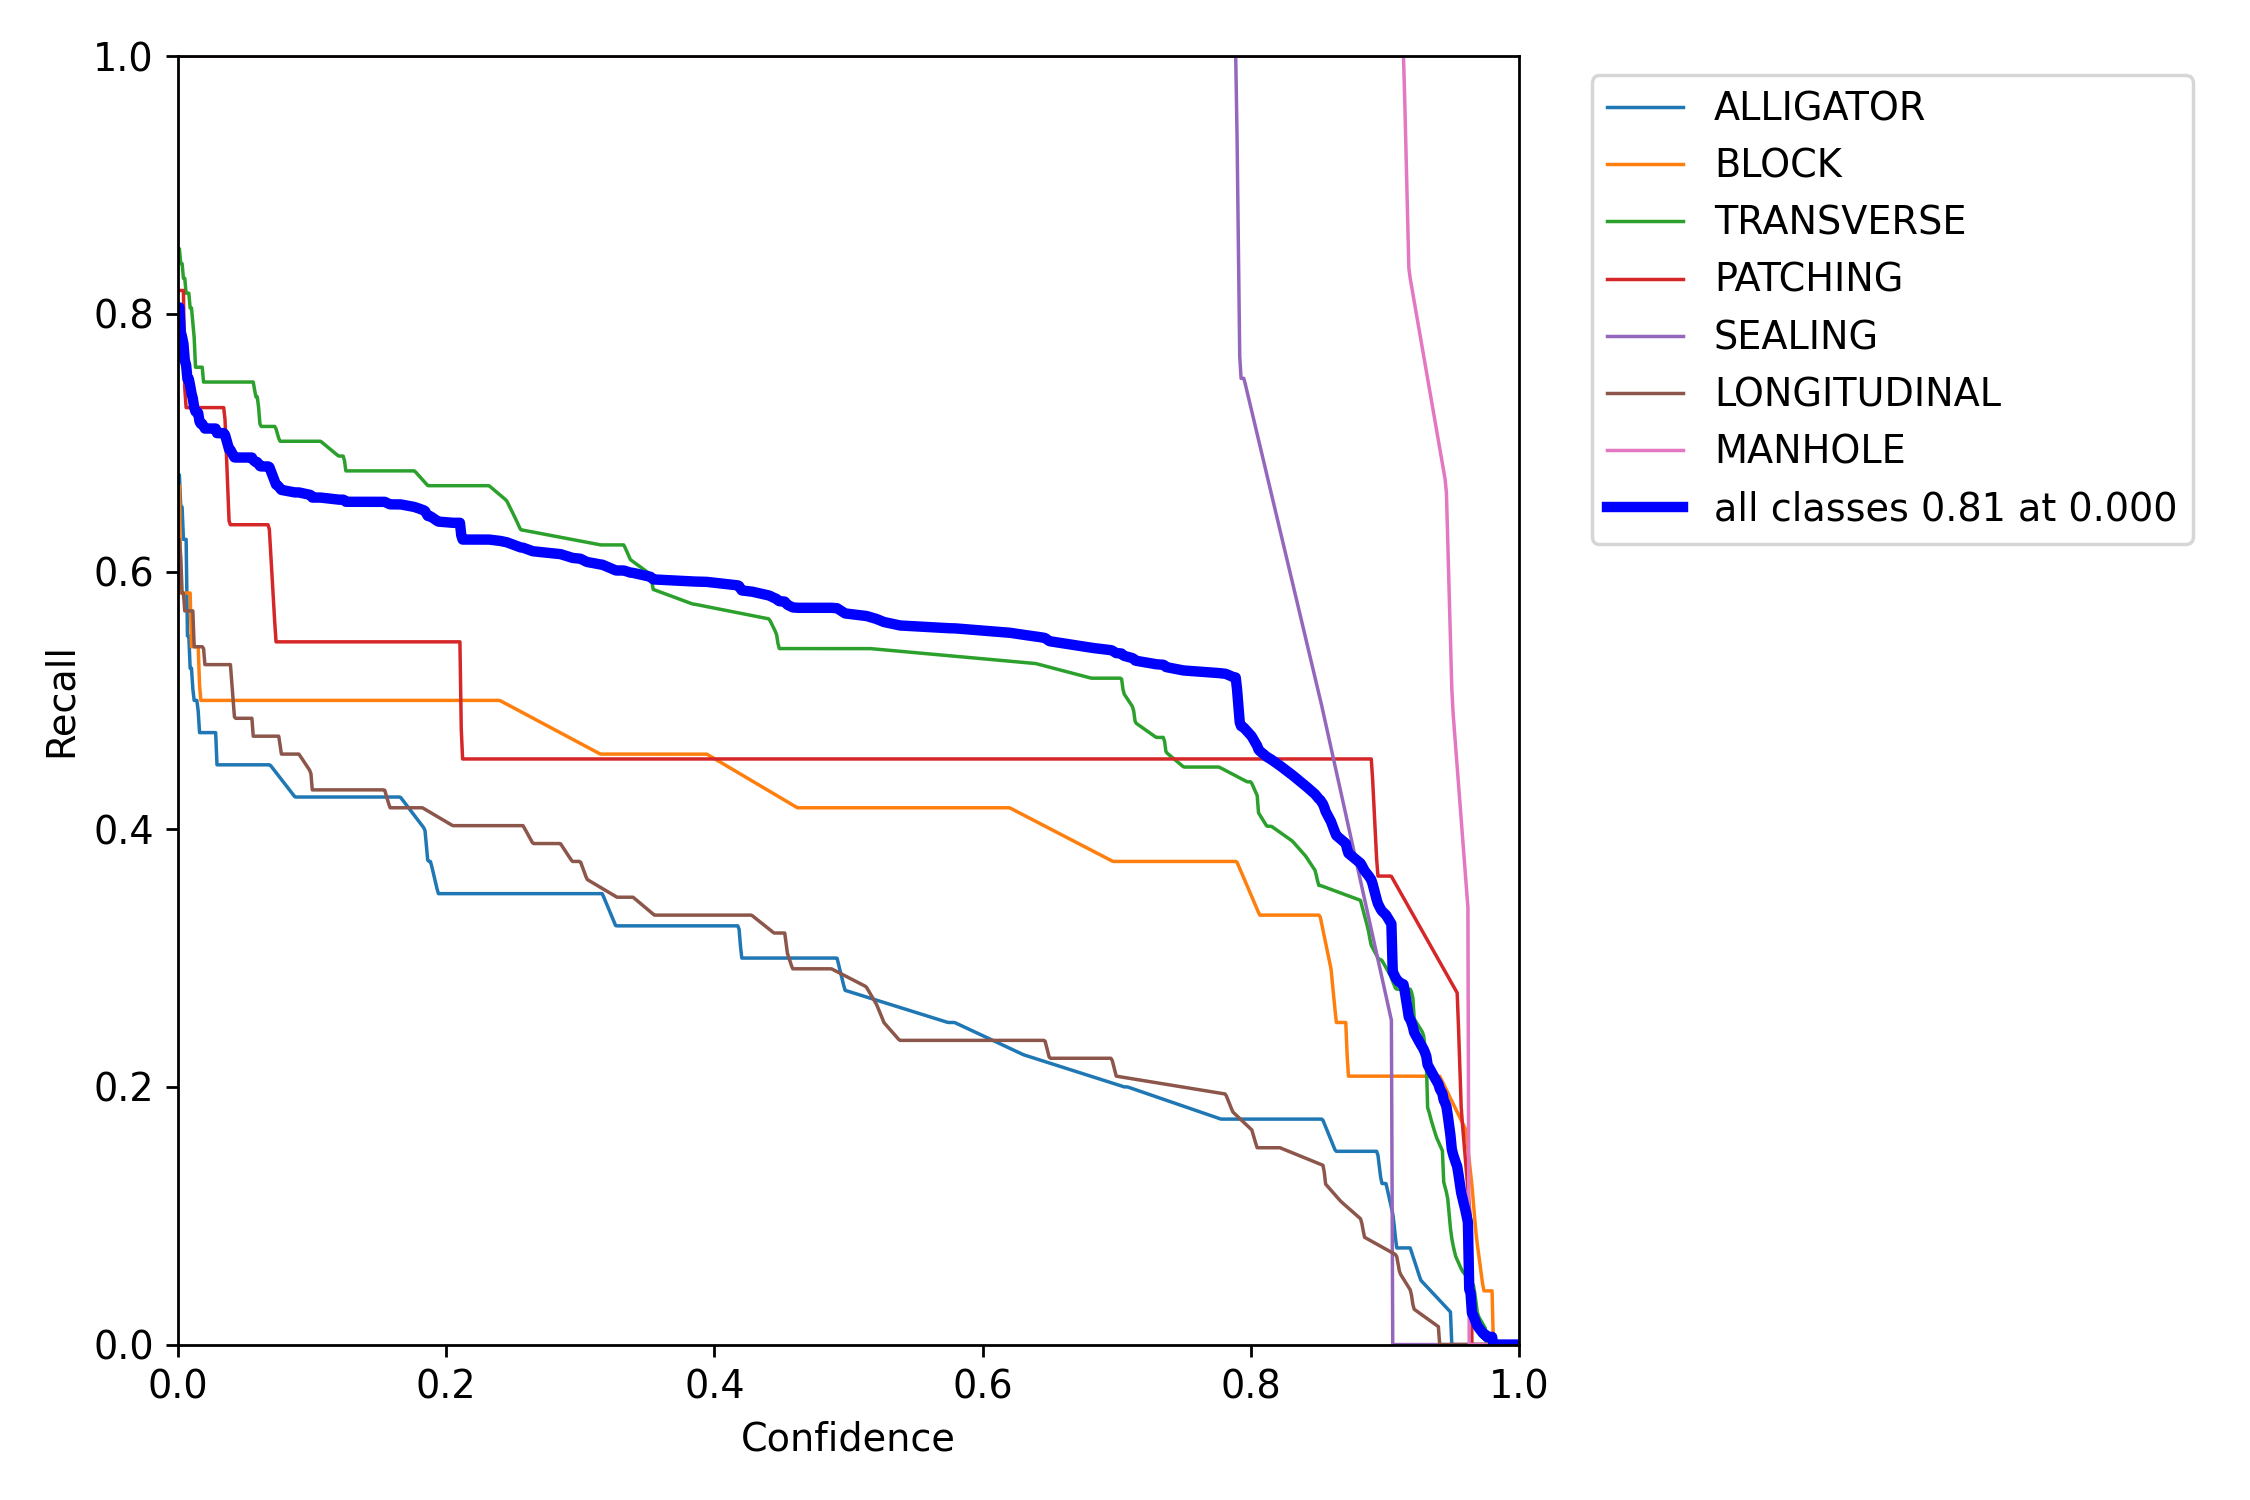 1.0
0.8
0.6
0.4
0.2
0.0
Recall
0.0 0.2 0.4 0.6 0.8 1.0
Confidence
ALLIGATOR
BLOCK
TRANSVERSE
PATCHING
SEALING
LONGITUDINAL
MANHOLE
all classes 0.81 at 0.000